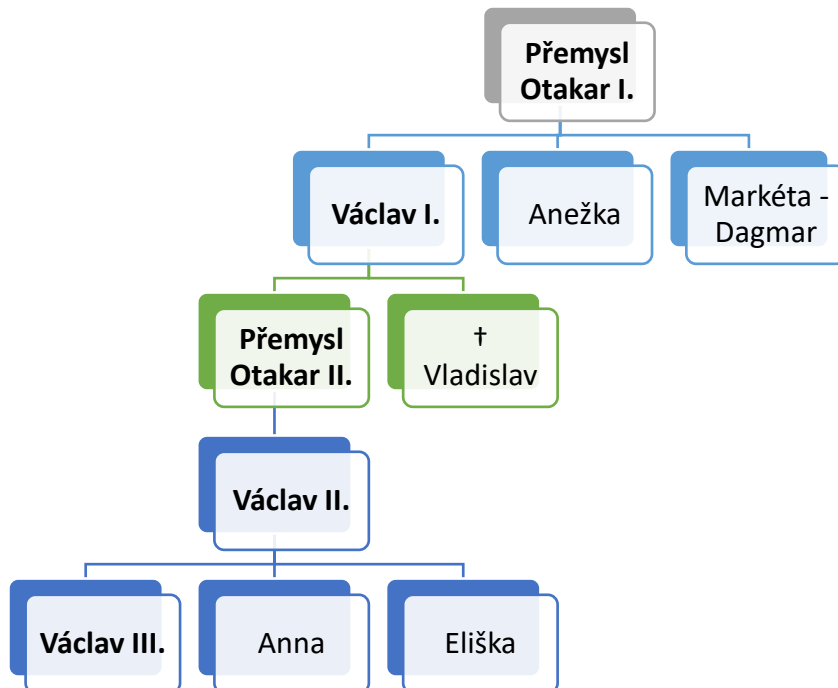 Přemysl
Otakar I.
Václav I.
Anežka
Markéta -
Dagmar
Přemysl
Otakar II.
†
Vladislav
Václav II.
Václav III.
Anna
Eliška